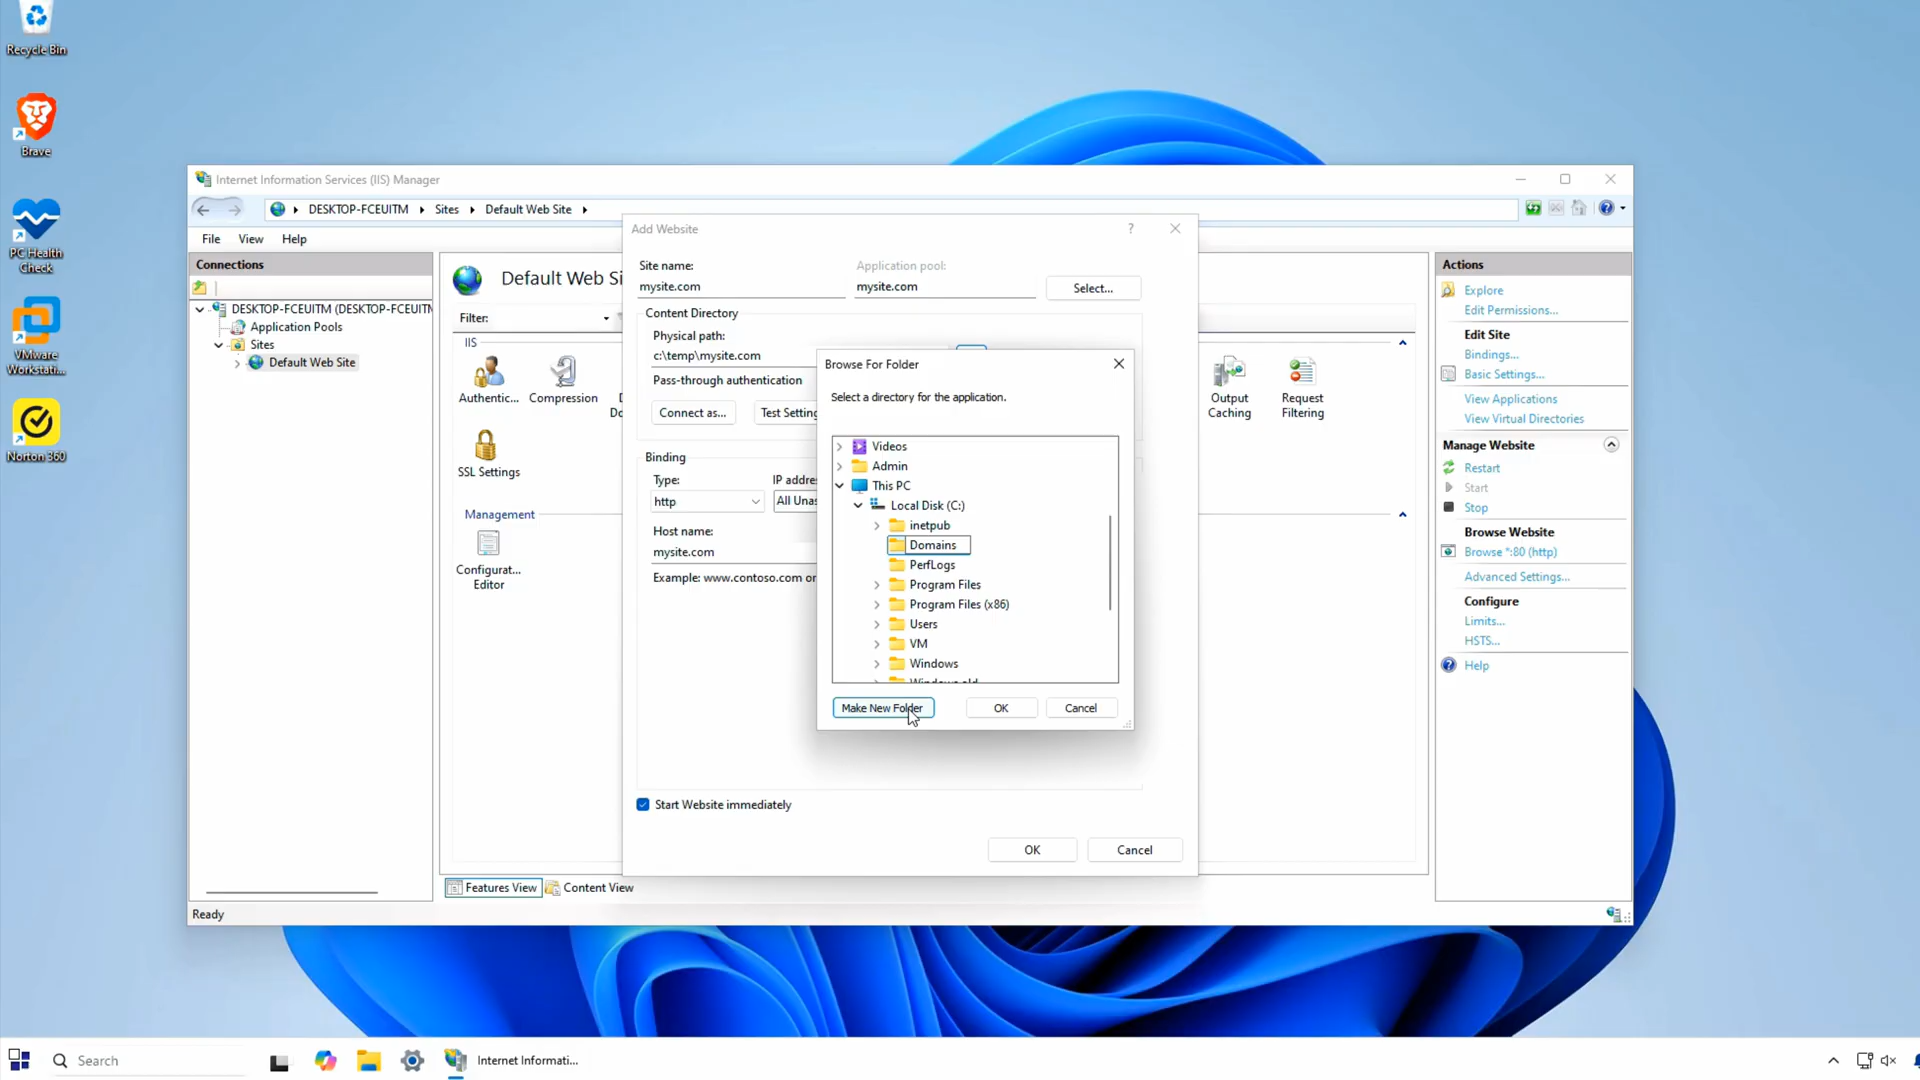 Recycle Bin
Brave
PC Health
Check
VMware
Workstati...
Norton 360
Internet Information Services (IIS) Manager
DESKTOP-FCEUITM
Sites
Default Web Site
File
View
Help
Connections
DESKTOP-FCEUITM (DESKTOP-FCEUITM
Application Pools
Sites
Default Web Site
Default Web Si
Filter:
IIS
Authentic...
Compression
D
Do
Output
Caching
Request
Filtering
SSL Settings
Management
Configurat...
Editor
Features View
Content View
Ready
Add Website
?
Site name:
Application pool:
mysite.com
mysite.com
Select...
Content Directory
Physical path:
c:\temp\mysite.com
Pass-through authentication
Connect as...
Test Setting
Binding
Type:
IP addre
http
All Unas
Host name:
mysite.com
Example: www.contoso.com or
Start Website immediately
OK
Cancel
Browse For Folder
Select a directory for the application.
Videos
Admin
This PC
Local Disk (C:)
inetpub
Domains
PerfLogs
Program Files
Program Files (x86)
Users
VM
Windows
Windows.old
Make New Folder
OK
Cancel
Actions
Explore
Edit Permissions...
Edit Site
Bindings...
Basic Settings...
View Applications
View Virtual Directories
Manage Website
Restart
Start
Stop
Browse Website
Browse *:80 (http)
Advanced Settings...
Configure
Limits...
HSTS...
Help
Search
Internet Informati...